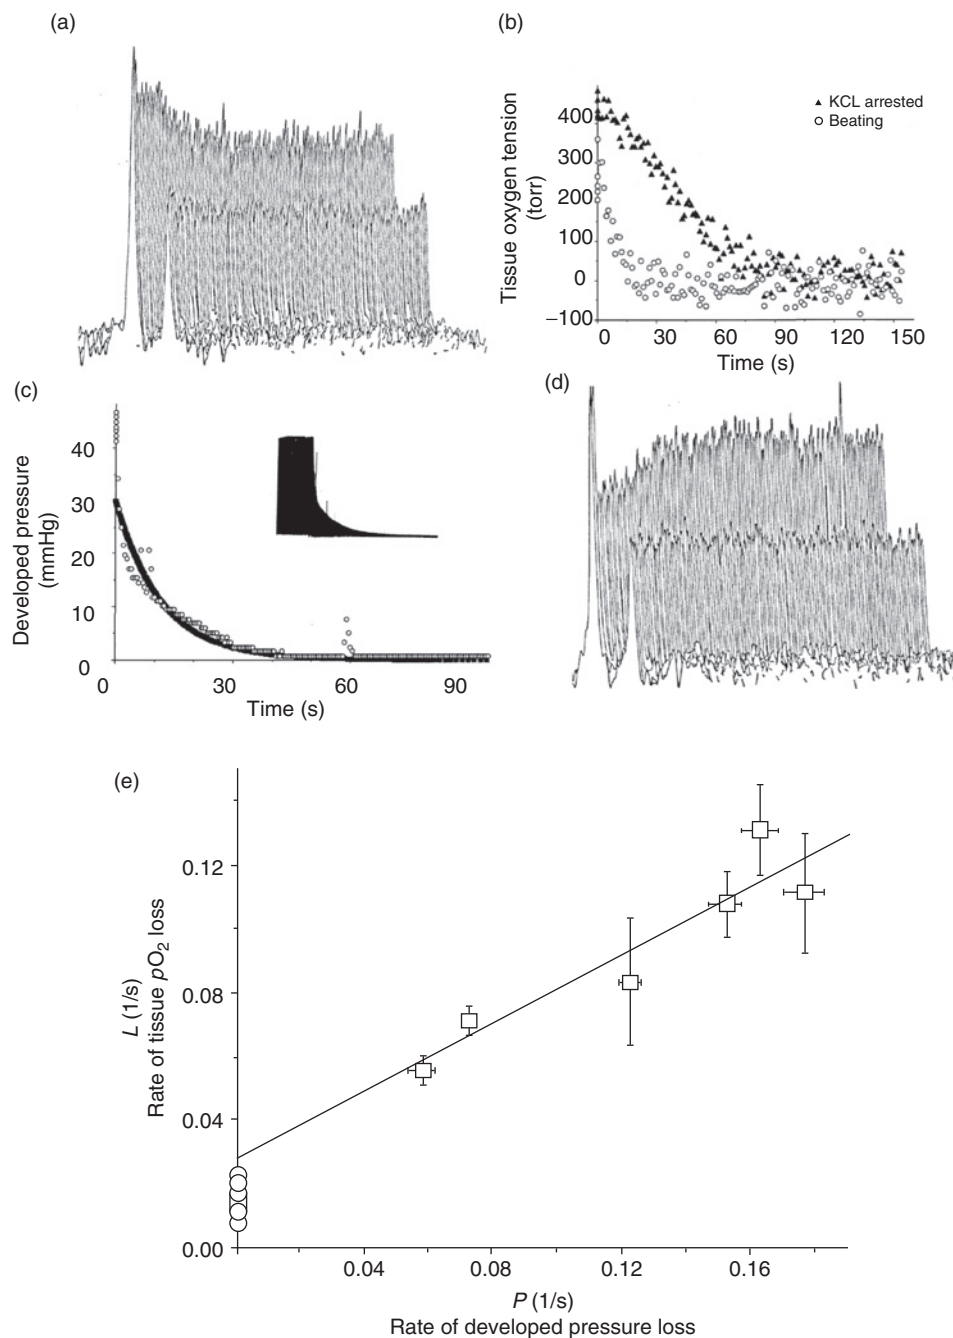 (a)
(b)
Tissue oxygen tension
(torr)
400
300
200
100
0
−100
▲ KCL arrested
○ Beating
0 30 60 90 120 150
Time (s)
(c)
Developed pressure
(mmHg)
40
30
20
10
0
0 30 60 90
Time (s)
(d)
(e)
L (1/s)
Rate of tissue pO2 loss
0.12
0.08
0.04
0.00
0.04 0.08 0.12 0.16
P (1/s)
Rate of developed pressure loss